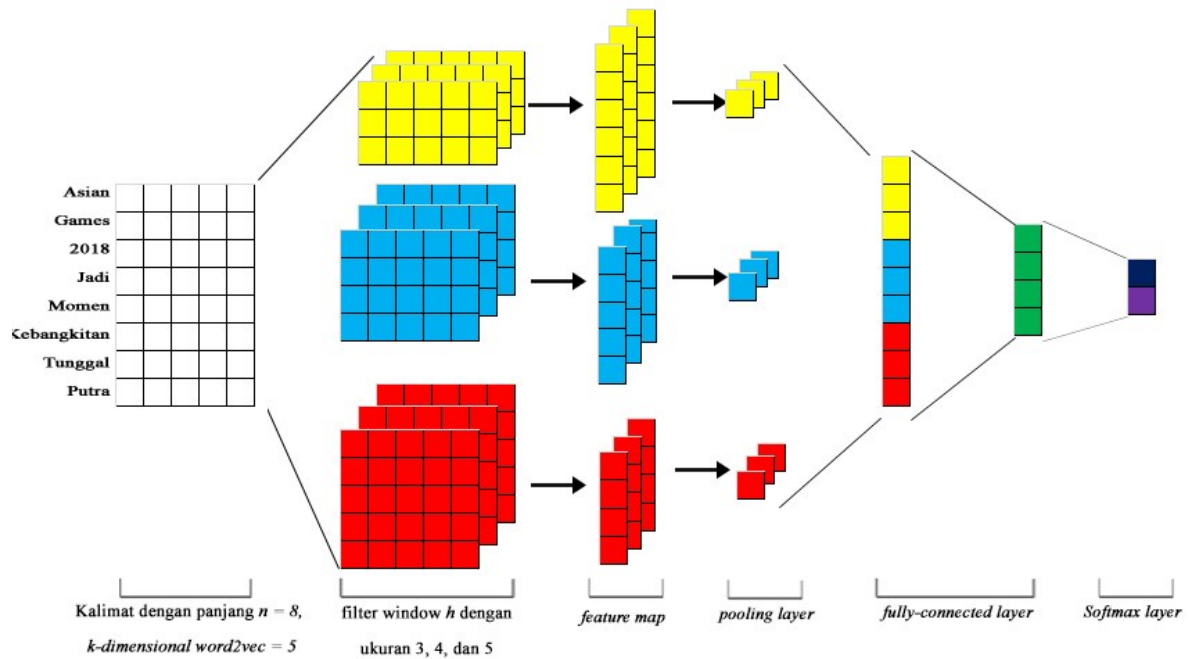 Asian
Games
2018
Jadi
Momen
Kebangkitan
Tunggal
Putra
Kalimat dengan panjang n = 8,
k-dimensional word2vec = 5
filter window h dengan
ukuran 3, 4, dan 5
feature map
pooling layer
fully-connected layer
Softmax layer